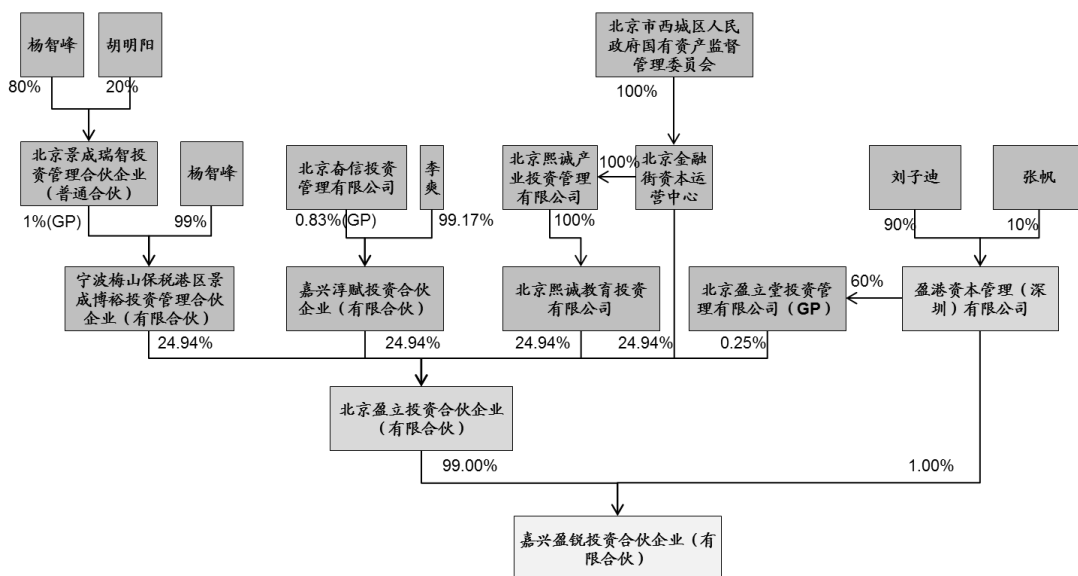 杨智峰
胡明阳
北京市西城区人民
政府国有资产监督
管理委员会
80%
20%
100%
北京景成瑞智投
资管理合伙企业
（普通合伙）
杨智峰
北京奋信投资
管理有限公司
李
爽
北京熙诚产
业投资管理
有限公司
100%
北京金融
街资本运
营中心
刘子迪
张帆
1%(GP)
99%
0.83%(GP)
99.17%
100%
90%
10%
宁波梅山保税港区景
成博裕投资管理合伙
企业（有限合伙）
嘉兴淳赋投资合伙
企业（有限合伙）
北京熙诚教育投资
有限公司
北京盈立堂投资管
理有限公司（GP）
60%
盈港资本管理（深
圳）有限公司
24.94%
24.94%
24.94%
24.94%
0.25%
北京盈立投资合伙企业
（有限合伙）
99.00%
1.00%
嘉兴盈锐投资合伙企业（有
限合伙）